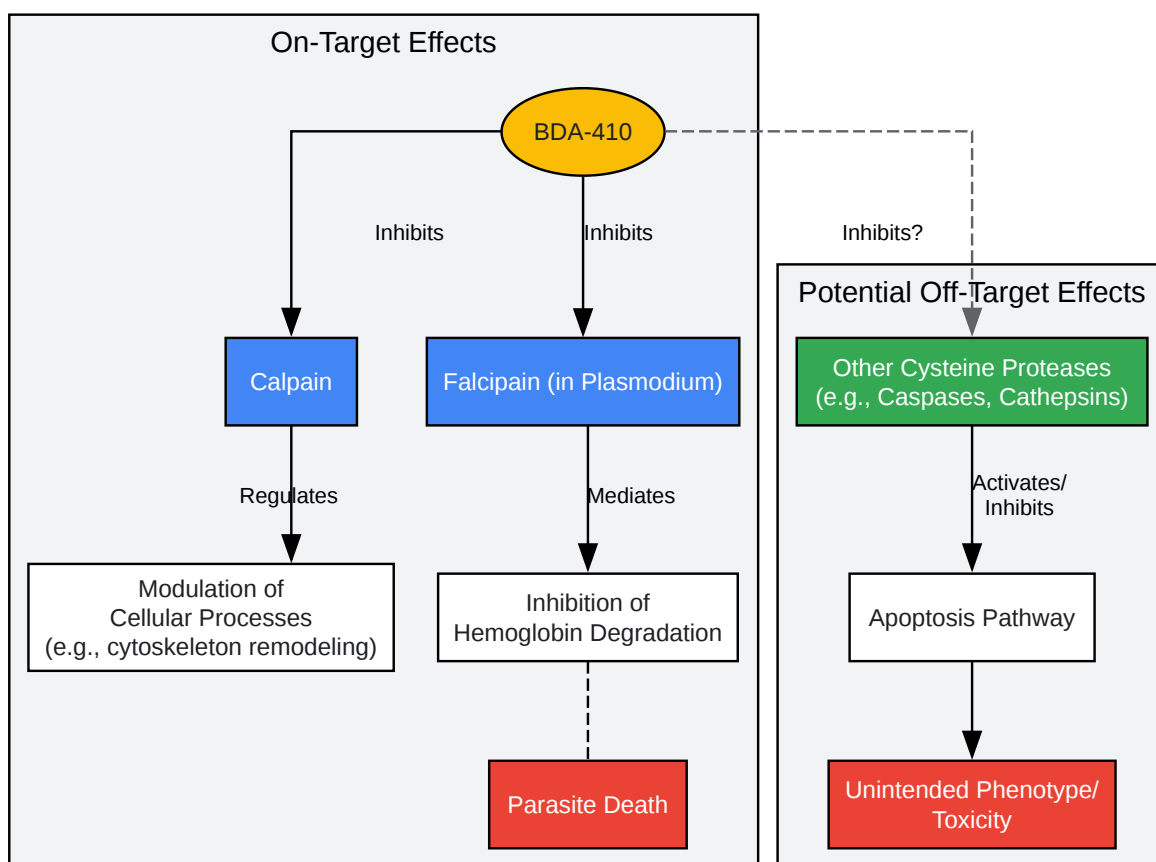 On-Target Effects
BDA-410
Inhibits
Inhibits
Inhibits?
Potential Off-Target Effects
Calpain
Falcipain (in Plasmodium)
Other Cysteine Proteases
(e.g., Caspases, Cathepsins)
Regulates
Mediates
Activates/
Inhibits
Modulation of
Cellular Processes
(e.g., cytoskeleton remodeling)
Inhibition of
Hemoglobin Degradation
Apoptosis Pathway
Parasite Death
Unintended Phenotype/
Toxicity